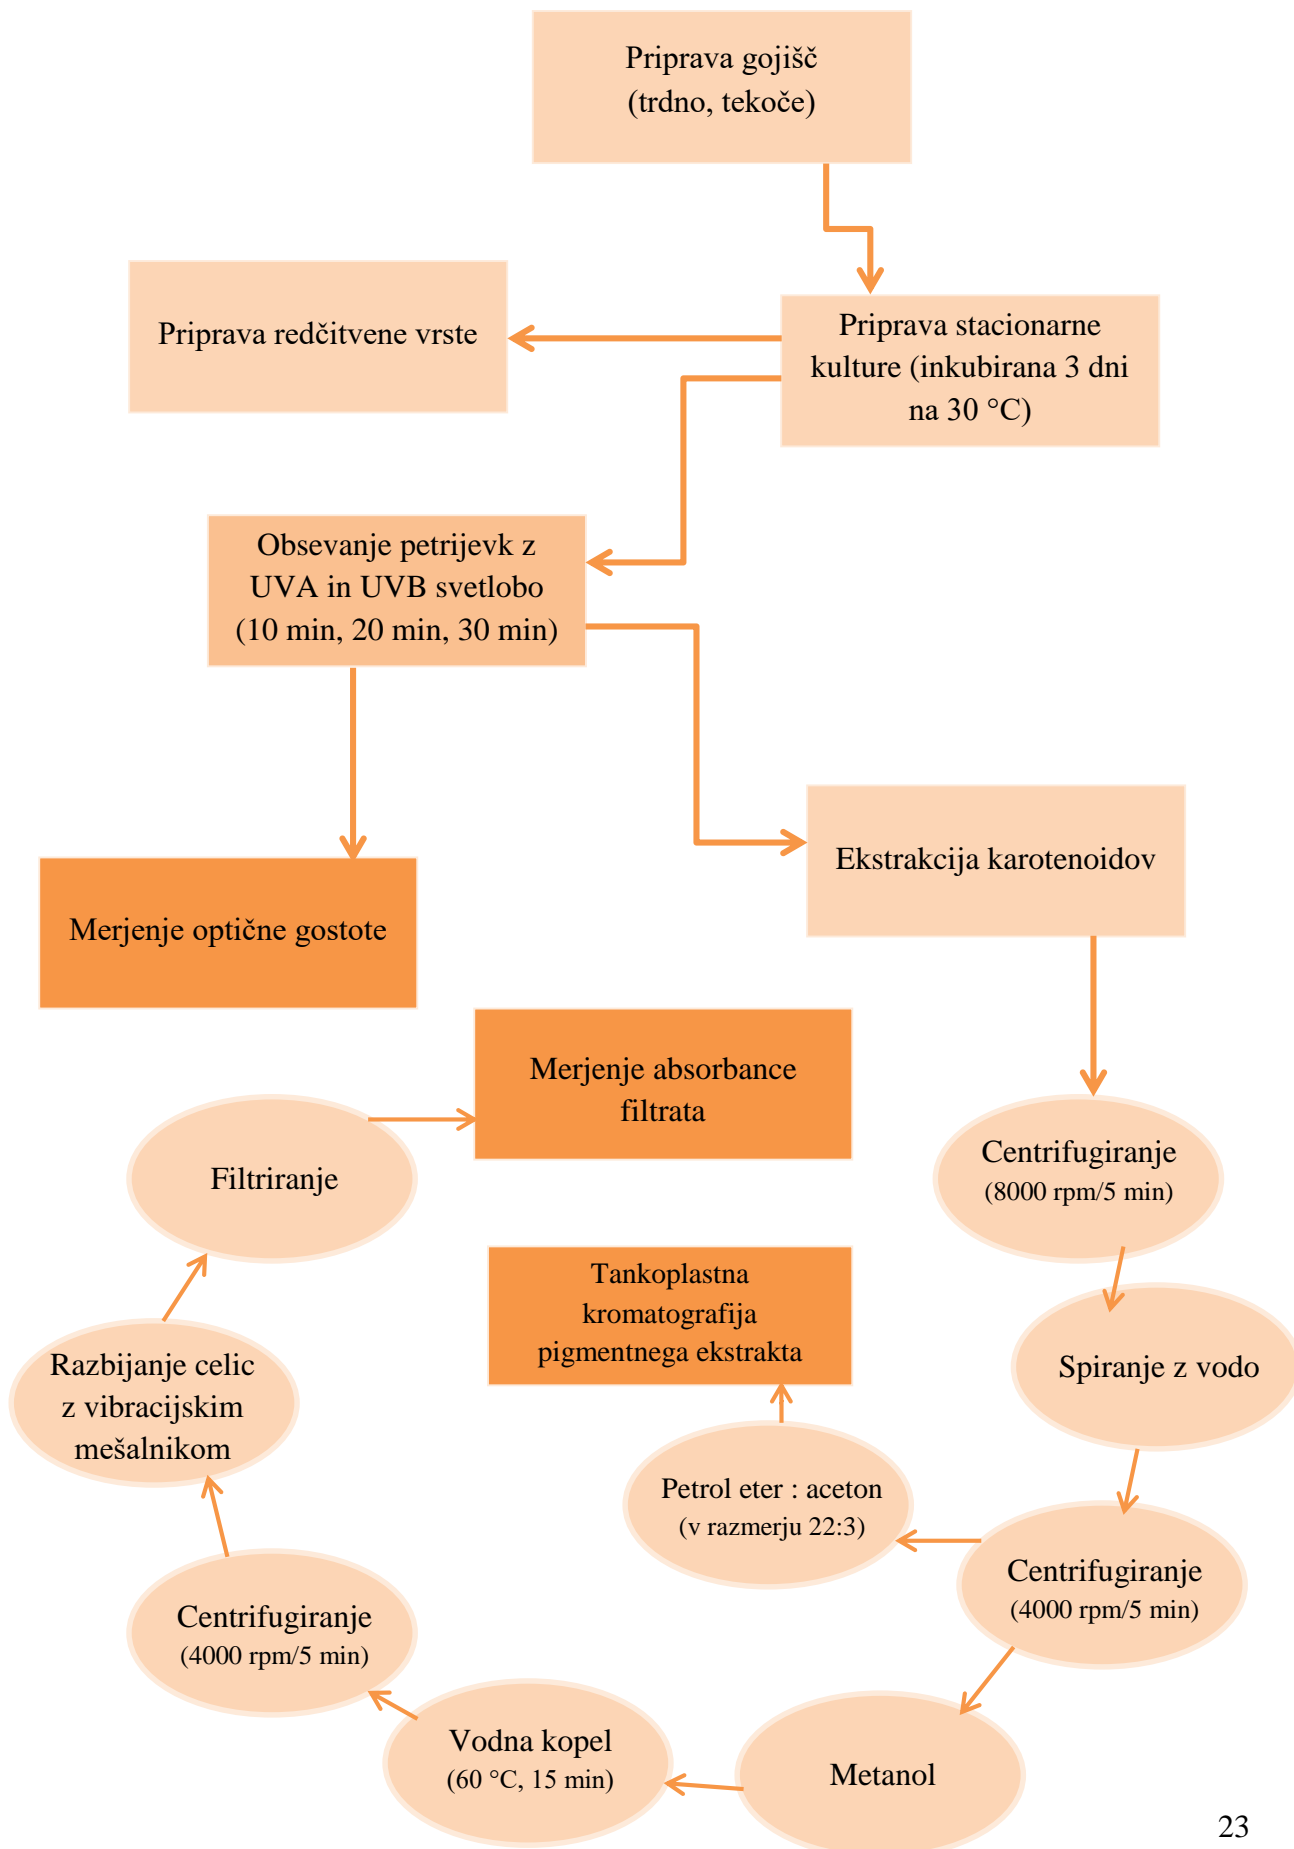 Priprava gojišč
(trdno, tekoče)
Priprava redčitvene vrste
Priprava stacionarne
kulture (inkubirana 3 dni
na 30 °C)
Obsevanje petrijevk z
UVA in UVB svetlobo
(10 min, 20 min, 30 min)
Ekstrakcija karotenoidov
Merjenje optične gostote
Merjenje absorbance
filtrata
Centrifugiranje
(8000 rpm/5 min)
Filtriranje
Tankoplastna
kromatografija
pigmentnega ekstrakta
Spiranje z vodo
Razbijanje celic
z vibracijskim
mešalnikom
Petrol eter : aceton
(v razmerju 22:3)
Centrifugiranje
(4000 rpm/5 min)
Centrifugiranje
(4000 rpm/5 min)
Vodna kopel
(60 °C, 15 min)
Metanol
23